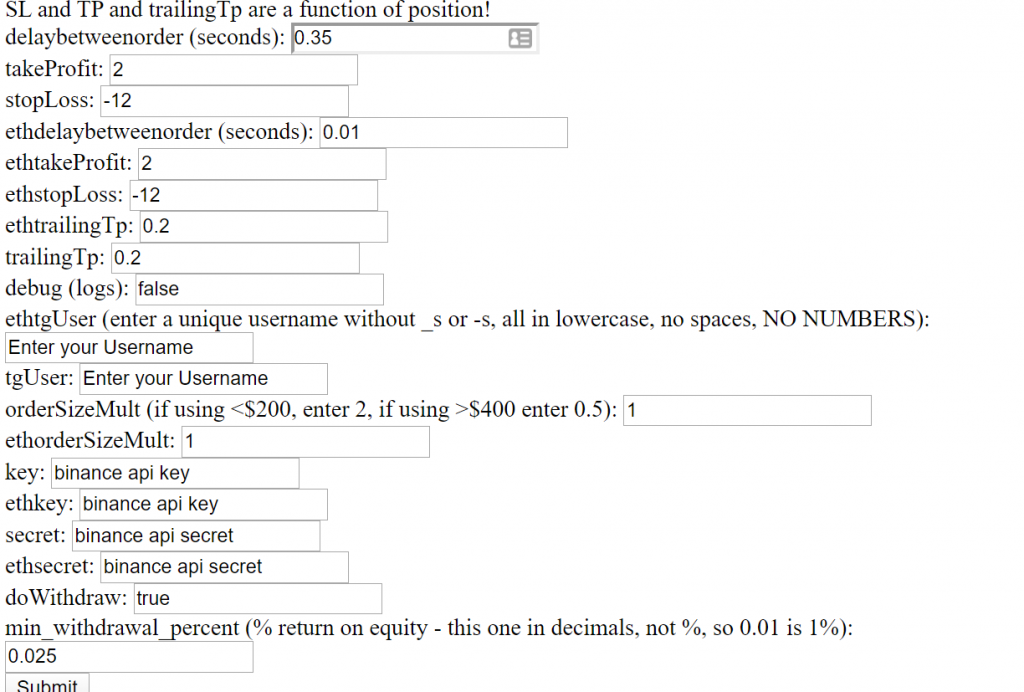 SL and TP and trailingTp are a function of position!
delaybetweenorder (seconds): 0.35
takeProfit: 2
stopLoss: -12
ethdelaybetweenorder (seconds): 0.01
ethtakeProfit: 2
ethstopLoss: -12
ethtrailingTp: 0.2
trailingTp: 0.2
debug (logs): false
ethtgUser (enter a unique username without _s or -s, all in lowercase, no spaces, NO NUMBERS):
Enter your Username
tgUser: Enter your Username
orderSizeMult (if using <$200, enter 2, if using >$400 enter 0.5): 1
ethorderSizeMult: 1
key: binance api key
ethkey: binance api key
secret: binance api secret
ethsecret: binance api secret
doWithdraw: true
min_withdrawal_percent (% return on equity - this one in decimals, not %, so 0.01 is 1%):
0.025
Submit